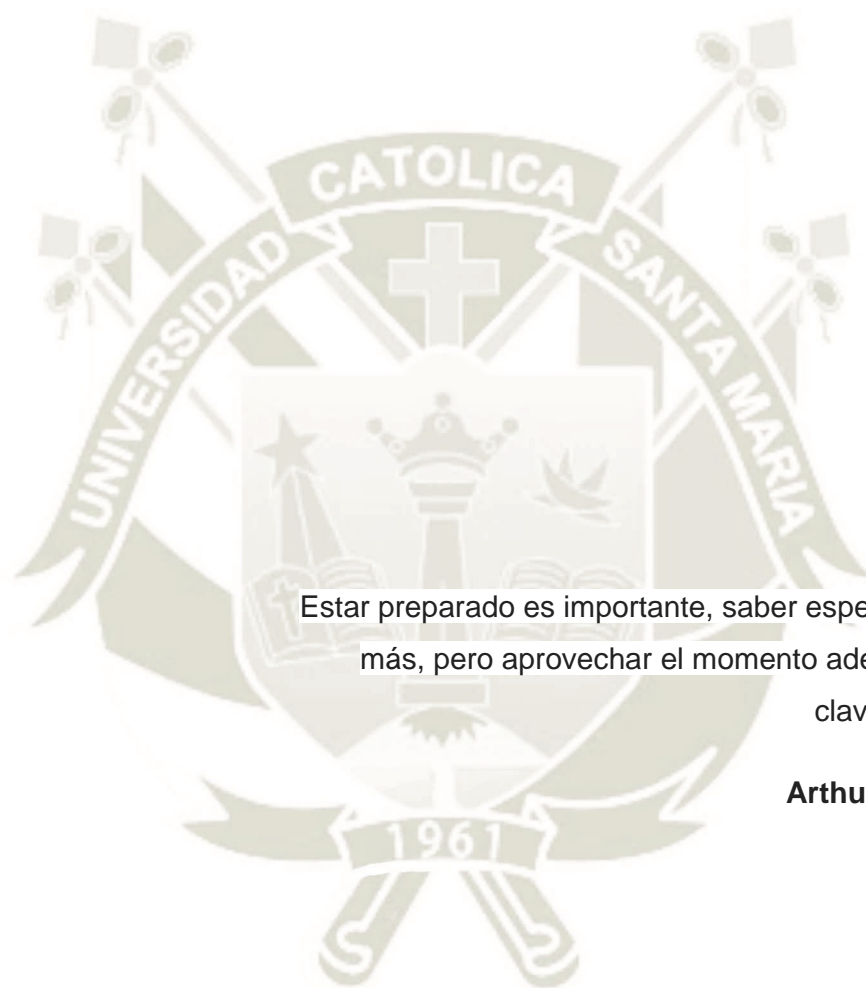 CATOLICA
UNIVERSIDAD
SANTA MARIA
Estar preparado es importante, saber espe
más, pero aprovechar el momento ade
clav
Arthu
1961